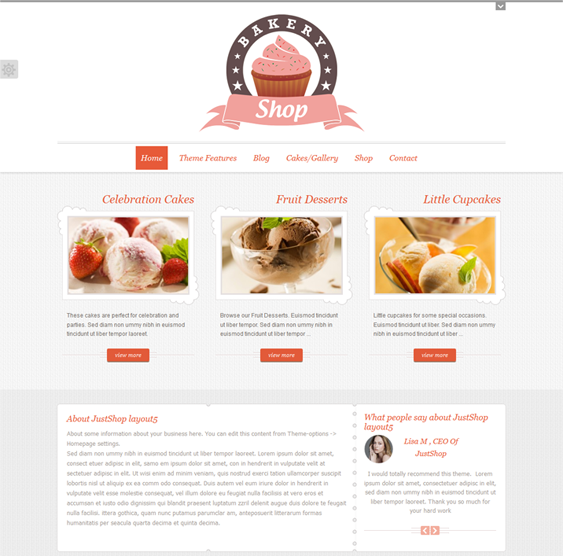 BAKERY
Shop
Home Theme Features Blog Cakes/Gallery Shop Contact
Celebration Cakes
These cakes are perfect for celebration and
parties. Sed diam non ummy nibh in euismod
tincidunt ut liber tempor laoreet.
view more
Fruit Desserts
Browse our Fruit Desserts. Euismod tincidunt
ut liber tempor. Sed diam non ummy nibh in
euismod tincidunt ut liber tempor ...
view more
Little Cupcakes
Little cupcakes for some special occasions.
Euismod tincidunt ut liber. Sed diam non ummy
nibh in euismod tincidunt ut liber tempor ...
view more
About JustShop layout5
About some information about your business here. You can edit this content from Theme-options ->
Homepage settings.
Sed diam non ummy nibh in euismod tincidunt ut liber tempor laoreet. Lorem ipsum dolor sit amet,
consect etuer adipisc in elit, sams em ipsum dolor sit amet, con in hendrerit in vulputate velit at
sectetuer adipisc in elit. Ut wisi enim ad minim veniam, quis nostrud exerci tation ullamcorper suscipit
lobortis nisl ut aliquip ex ea comm odo consequat. Duis autem vel eum iriure dolor in hendrerit in
vulputate velit esse molestie consequat, vel illum dolore eu feugiat nulla facilisis at vero eros et
accumsan et iusto odio dignissim qui blandit praesent luptatum zzril delenit augue duis dolore te feugat
nulla facilisi. Ittera gothica, quam nunc putamus parumclar am, anteposuerit litterarum formas
humanitatis per seacula quarta decima et quinta decima.
What people say about JustShop
layout5
Lisa M , CEO Of
JustShop
I would totally recommend this theme. Lorem
ipsum dolor sit amet, consectetuer adipiscing elit,
sed diam nonummy nibh euismod tincidunt ut
liber tempor laoreet. Thank you so much for
your hard work